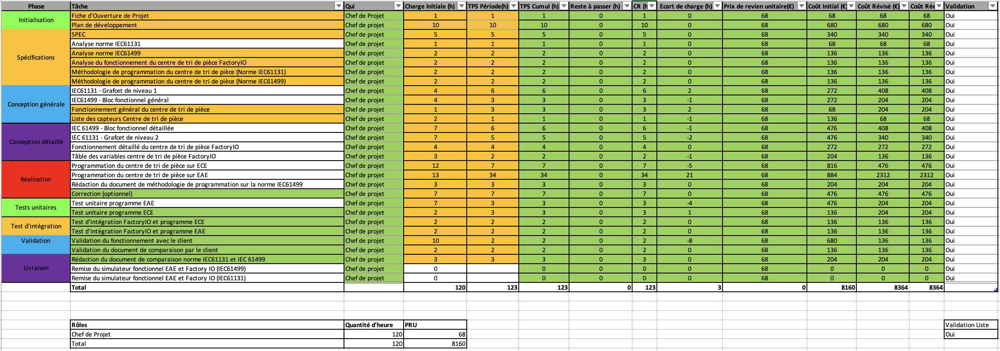 Phase Tâche Qui Charge Initiale (h) TPS Période(h) TPS Cumul (h) Reste à passer (h) CR (h Ecart de charge (h) Prix de revien unitaire(€) Coût Initial (€) Coût Révisé (€) Coût Rée Validation
Initialisation
Fiche d'Ouverture de Projet Chef de Projet 1 1 1 0 1 0 68 68 68 68 Oui
Plan de développement Chef de projet 10 10 10 0 10 0 68 680 680 680 Oui
Spécifications
SPEC Chef de projet 5 5 5 0 5 0 68 340 340 340 Oui
Analyse norme IEC61131 Chef de projet 1 1 1 0 1 0 68 68 68 68 Oui
Analyse norme IEC61499 Chef de projet 2 2 2 0 2 0 68 136 136 136 Oui
Analyse du fonctionnement du centre de tri de pièce FactoryIO Chef de projet 2 2 2 0 2 0 68 136 136 136 Oui
Méthodologie de programmation du centre de tri de pièce (Norme IEC61131) Chef de projet 2 2 2 0 2 0 68 136 136 136 Oui
Méthodologie de programmation du centre de tri de pièce (Norme IEC61499) Chef de projet 2 2 2 0 2 0 68 136 136 136 Oui
Conception générale
IEC61131 - Grafcet de niveau 1 Chef de projet 4 6 6 0 6 2 68 272 408 408 Oui
IEC61499 - Bloc fonctionnel général Chef de projet 4 3 3 0 3 -1 68 272 204 204 Oui
Fonctionnement général du centre de tri de pièce Chef de projet 1 3 3 0 3 2 68 68 204 204 Oui
Liste des capteurs Centre de tri de pièce Chef de projet 2 1 1 0 1 -1 68 136 68 68 Oui
Conception détaillé
IEC 61499 - Bloc fonctionnel détaillée Chef de projet 7 6 6 0 6 -1 68 476 408 408 Oui
IEC 61131 - Grafcet de niveau 2 Chef de projet 7 5 5 0 5 -2 68 476 340 340 Oui
Fonctionnement détaillé du centre de tri de pièce FactoryIO Chef de projet 4 4 4 0 4 0 68 272 272 272 Oui
Tâble des variables centre de tri de pièce FactoryIO Chef de projet 3 2 2 0 2 -1 68 204 136 136 Oui
Réalisation
Programmation du centre de tri de pièce sur ECE Chef de projet 12 7 7 0 7 -5 68 816 476 476 Oui
Programmation du centre de tri de pièce sur EAE Chef de projet 13 34 34 0 34 21 68 884 2312 2312 Oui
Rédaction du document de méthodologie de programmation sur la norme IEC61499 Chef de projet 3 3 3 0 3 0 68 204 204 204 Oui
Correction (optionnel) Chef de projet 7 7 7 0 7 0 68 476 476 476 Oui
Tests unitaires
Test unitaire programme EAE Chef de projet 7 3 3 0 3 -4 68 476 204 204 Oui
Test unitaire programme ECE Chef de projet 2 3 3 0 3 1 68 136 204 204 Oui
Test d'intégration
Test d'intégration FactoryIO et programme ECE Chef de projet 2 2 2 0 2 0 68 136 136 136 Oui
Test d'intégration FactoryIO et programme EAE Chef de projet 2 2 2 0 2 0 68 136 136 136 Oui
Validation
Validation du fonctionnement avec le client Chef de projet 10 2 2 0 2 -8 68 680 136 136 Oui
Validation du document de comparaison par le client Chef de projet 2 2 2 0 2 0 68 136 136 136 Oui
Livraison
Rédaction du document de comparaison norme IEC61131 et IEC 61499 Chef de projet 3 3 3 0 3 0 68 204 204 204 Oui
Remise du simulateur fonctionnel EAE et Factory IO (IEC61499) Chef de projet 0 0 0 0 0 68 0 0 0 Oui
Remise du simulateur fonctionnel EAE et Factory IO (IEC61131) Chef de projet 0 0 0 0 0 68 0 0 0 Oui
Total 120 123 123 0 123 3 0 8160 8364 8364
Rôles Quantité d'heure PRU Validation Liste
Chef de Projet 120 68 Oui
Total 120 8160